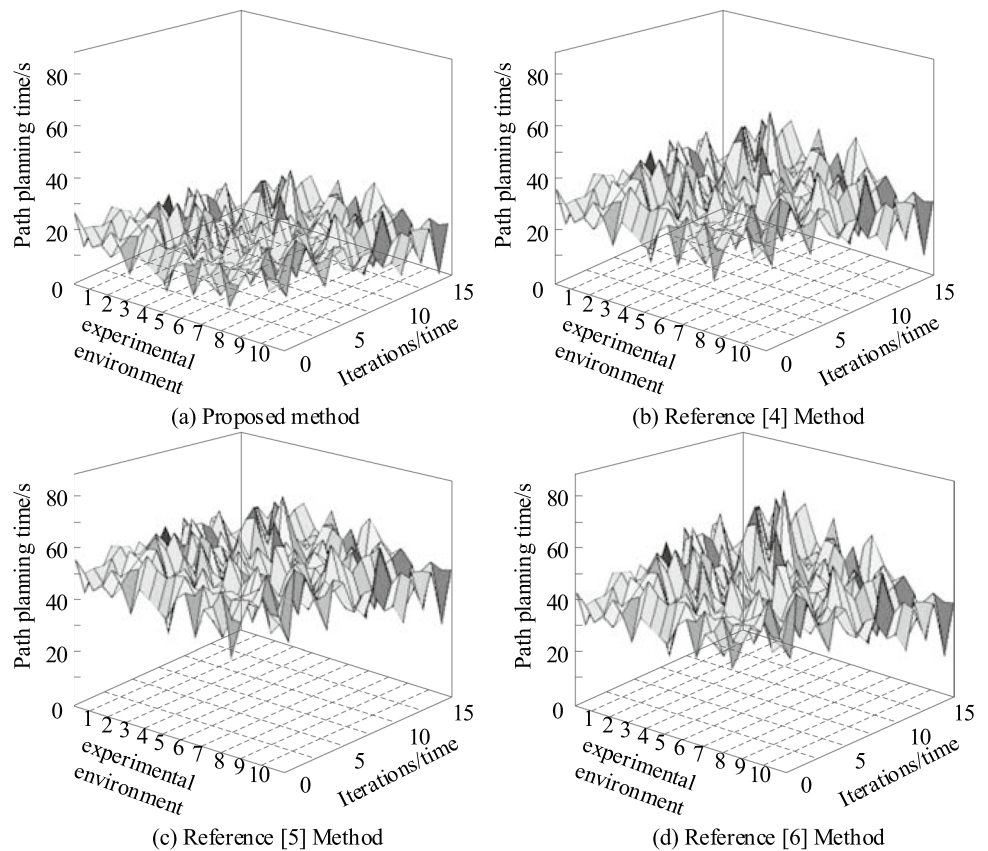 Path planning time/s
80
60
40
20
0
1 2 3 4 5 6 7 8 9 10
experimental
environment
0 5 10 15
Iterations/time
(a) Proposed method
Path planning time/s
80
60
40
20
0
1 2 3 4 5 6 7 8 9 10
experimental
environment
0 5 10 15
Iterations/time
(b) Reference [4] Method
Path planning time/s
80
60
40
20
0
1 2 3 4 5 6 7 8 9 10
experimental
environment
0 5 10 15
Iterations/time
(c) Reference [5] Method
Path planning time/s
80
60
40
20
0
1 2 3 4 5 6 7 8 9 10
experimental
environment
0 5 10 15
Iterations/time
(d) Reference [6] Method